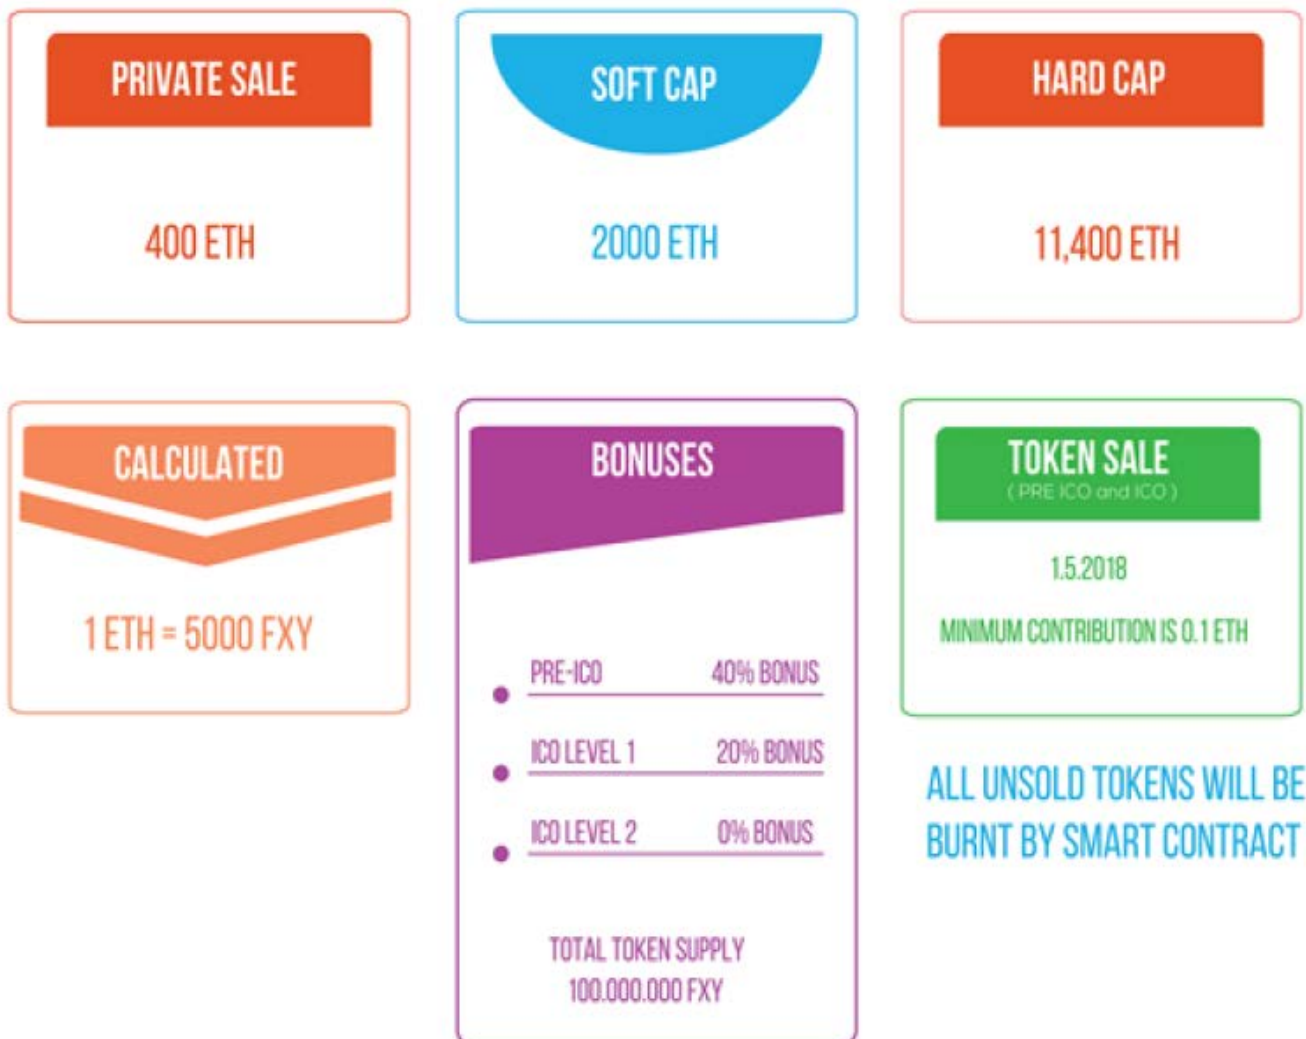 PRIVATE SALE
400 ETH
SOFT CAP
2000 ETH
HARD CAP
11,400 ETH
CALCULATED
1 ETH = 5000 FXY
BONUSES
PRE-ICO 40% BONUS
ICO LEVEL 1 20% BONUS
ICO LEVEL 2 0% BONUS
TOTAL TOKEN SUPPLY
100.000.000 FXY
TOKEN SALE
( PRE ICO and ICO )
1.5.2018
MINIMUM CONTRIBUTION IS 0.1 ETH
ALL UNSOLD TOKENS WILL BE
BURNT BY SMART CONTRACT